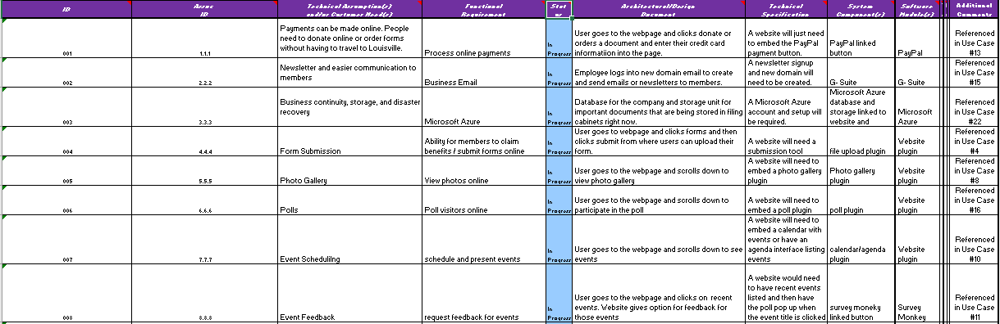 ID
Assoc ID
Technical Assumption(s) and/or Customer Need(s)
Functional Requirement
Status
Architectural/Design Document
Technical Specification
System Component(s)
Software Module(s)
Additional Comments
001
1.1.1
Payments can be made online. People
need to donate online or order forms
without having to travel to Louisville.
Process online payments
In
Progress
User goes to the webpage and clicks donate or
orders a document and enter their credit card
informatiion into the page.
A website will just need
to embed the PayPal
payment button.
PayPal linked
button
PayPal
Referenced
in Use Case
#13
002
2.2.2
Newsletter and easier communication to
members
Business Email
In
Progress
Employee logs into new domain email to create
and send emails or newsletters to members.
A newsletter signup
and new domain will
need to be created.
G- Suite
G- Suite
Referenced
in Use Case
#15
003
3.3.3
Business continuity, storage, and disaster
recovery
Microsoft Azure
In
Progress
Database for the company and storage unit for
important documents that are being stored in filing
cabinets right now.
A Microsoft Azure
account and setup will
be required.
Microsoft Azure
database and
storage linked to
website and
Microsoft
Azure
Referenced
in Use Case
#22
004
4.4.4
Form Submission
Ability for members to claim
benefits / submit forms online
In
Progress
User goes to webpage and clicks forms and then
clicks submit from where users can upload their
form.
A website will need a
submission tool
file upload plugin
Website
plugin
Referenced
in Use Case
#4
005
5.5.5
Photo Gallery
View photos online
In
Progress
User goes to the webpage and scrolls down to
view photo gallery
A website will need to
embed a photo gallery
plugin
Photo gallery
plugin
Website
plugin
Referenced
in Use Case
#8
006
6.6.6
Polls
Poll visitors online
In
Progress
User goes to the webpage and scrolls down to
participate in the poll
A website will need to
embed a poll plugin
poll plugin
Website
plugin
Referenced
in Use Case
#16
007
7.7.7
Event Schedulilng
schedule and present events
In
Progress
User goes to the webpage and scrolls down to see
events
A website will need to
embed a calendar with
events or have an
agenda interface listing
events
calendar/agenda
plugin
Website
plugin
Referenced
in Use Case
#10
008
8.8.8
Event Feedback
request feedback for events
In
Progress
User goes to the webpage and clicks on recent
events. Website gives option for feedback for
those events
A website would need
to have recent events
listed and then have
the poll pop up when
the event title is clicked
survey moneky
linked button
Survey
Monkey
Referenced
in Use Case
#11